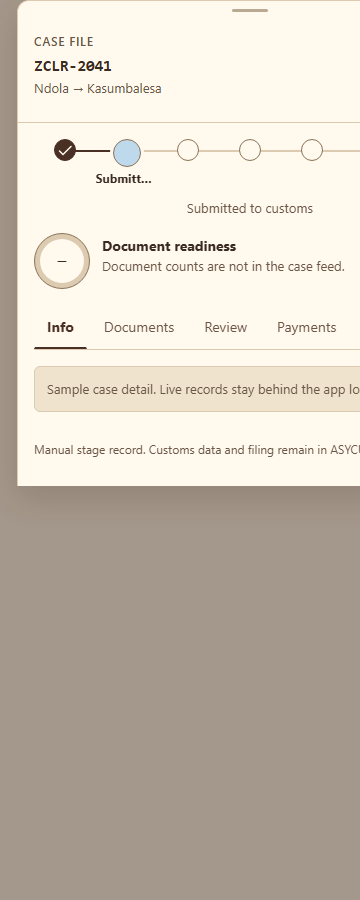 CASE FILE
ZCLR-2041
Ndola → Kasumbalesa
Submitt...
Submitted to customs
–
Document readiness
Document counts are not in the case feed.
Info Documents Review Payments
Sample case detail. Live records stay behind the app lo
Manual stage record. Customs data and filing remain in ASYCU